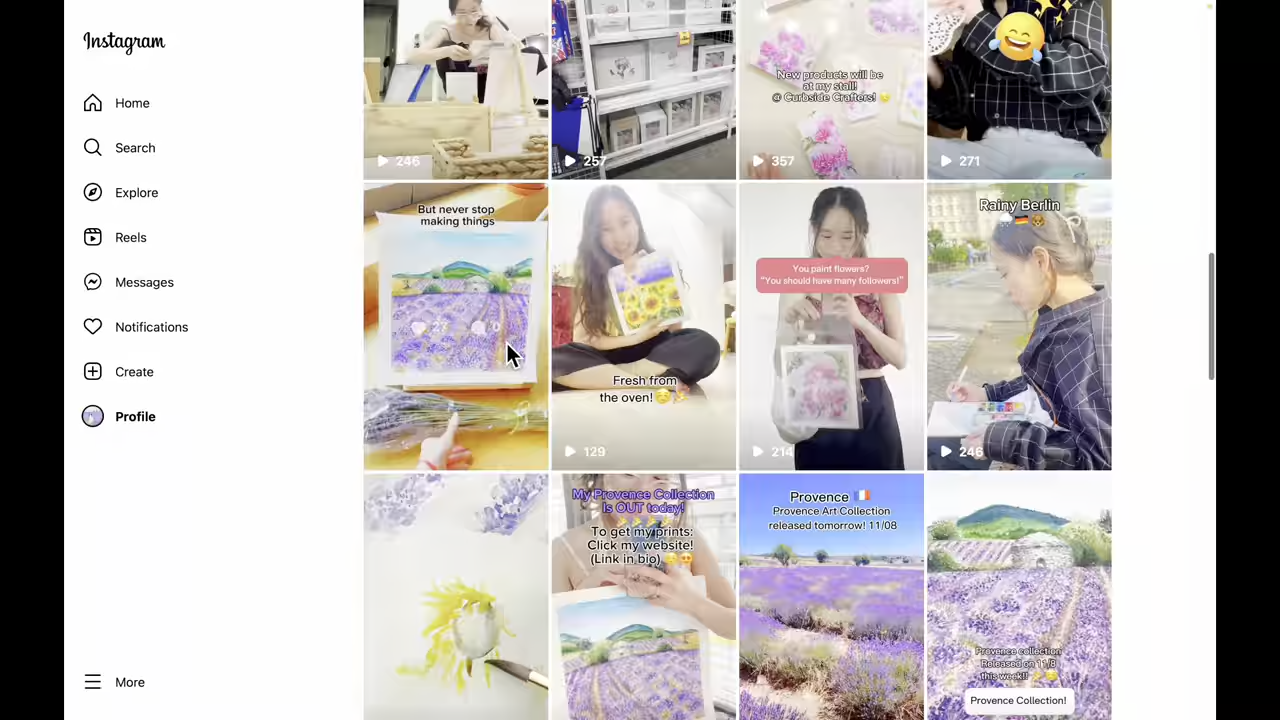 Instagram
Home
Search
Explore
Reels
Messages
Notifications
Create
Profile
More
246
257
New products will be
at my stall!
@ Curbside Crafters!
357
271
But never stop
making things
Fresh from
the oven!
129
You paint flowers?
"You should have many followers!"
214
Rainy Berlin
246
My Provence Collection
is OUT today!
To get my prints:
Click my website!
(Link in bio)
Provence
Provence Art Collection
released tomorrow! 11/08
Provence collection
Released on 11/8
this week!!
Provence Collection!